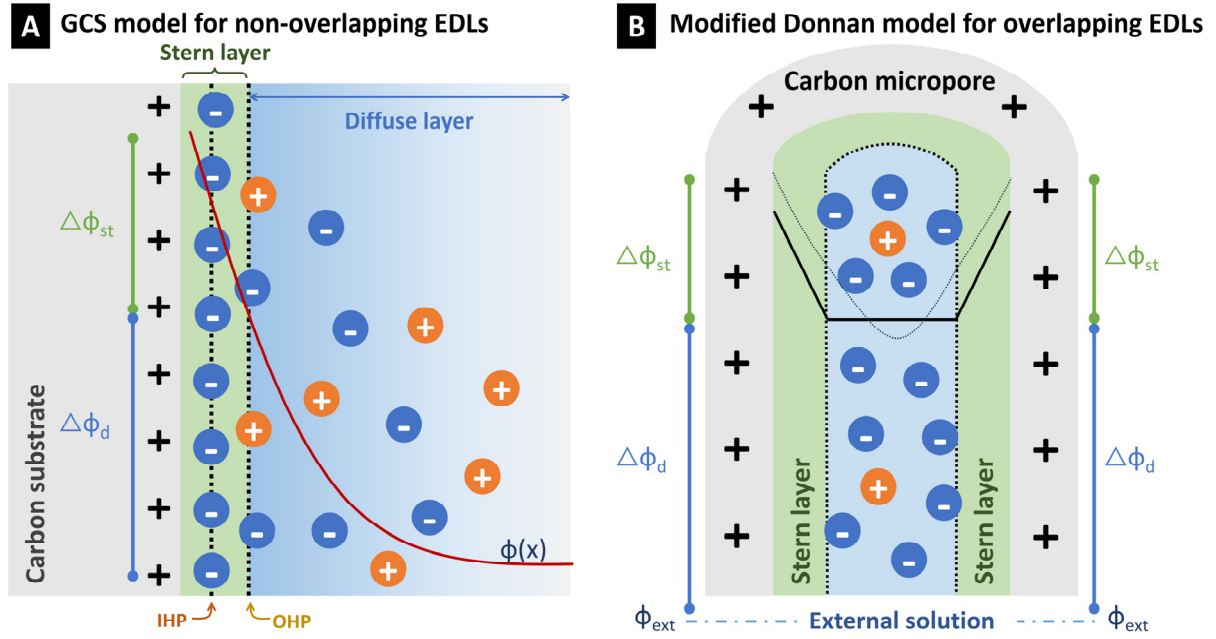 A GCS model for non-overlapping EDLs
Stern layer
Diffuse layer
△ϕst
△ϕd
Carbon substrate
ϕ(x)
IHP
OHP
B Modified Donnan model for overlapping EDLs
Carbon micropore
△ϕst
△ϕst
△ϕd
△ϕd
Stern layer
Stern layer
ϕext
External solution
ϕext